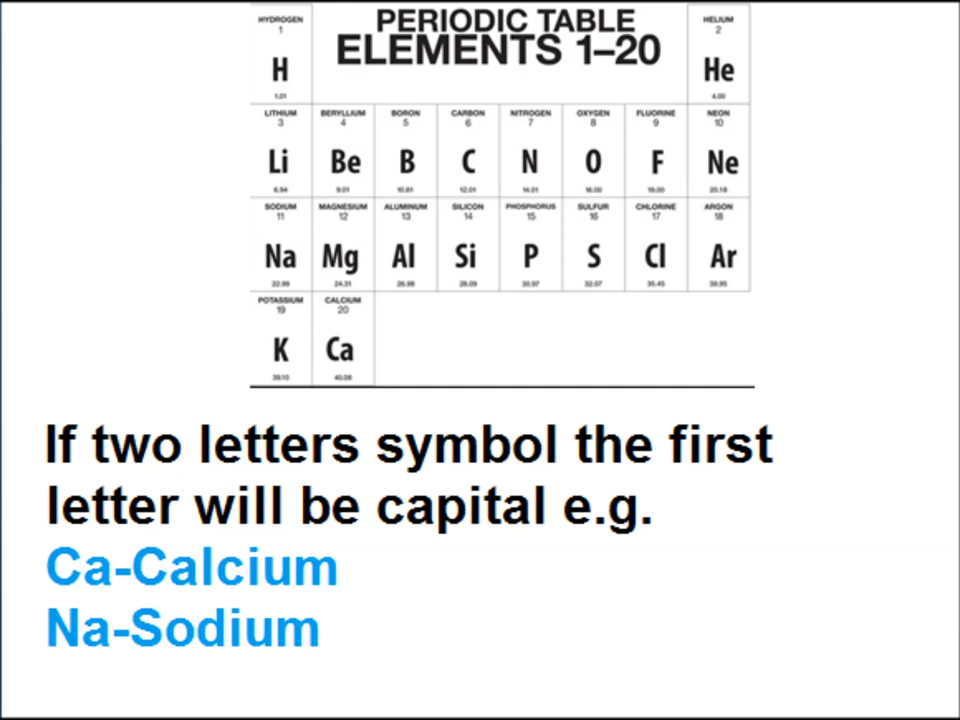 PERIODIC TABLE
ELEMENTS 1–20
HYDROGEN
1
H
1.01
HELIUM
2
He
4.00
LITHIUM
3
Li
6.94
BERYLLIUM
4
Be
9.01
BORON
5
B
10.81
CARBON
6
C
12.01
NITROGEN
7
N
14.01
OXYGEN
8
O
16.00
FLUORINE
9
F
19.00
NEON
10
Ne
20.18
SODIUM
11
Na
22.99
MAGNESIUM
12
Mg
24.31
ALUMINUM
13
Al
26.98
SILICON
14
Si
28.09
PHOSPHORUS
15
P
30.97
SULFUR
16
S
32.07
CHLORINE
17
Cl
35.45
ARGON
18
Ar
39.95
POTASSIUM
19
K
39.10
CALCIUM
20
Ca
40.08
If two letters symbol the first
letter will be capital e.g.
Ca-Calcium
Na-Sodium